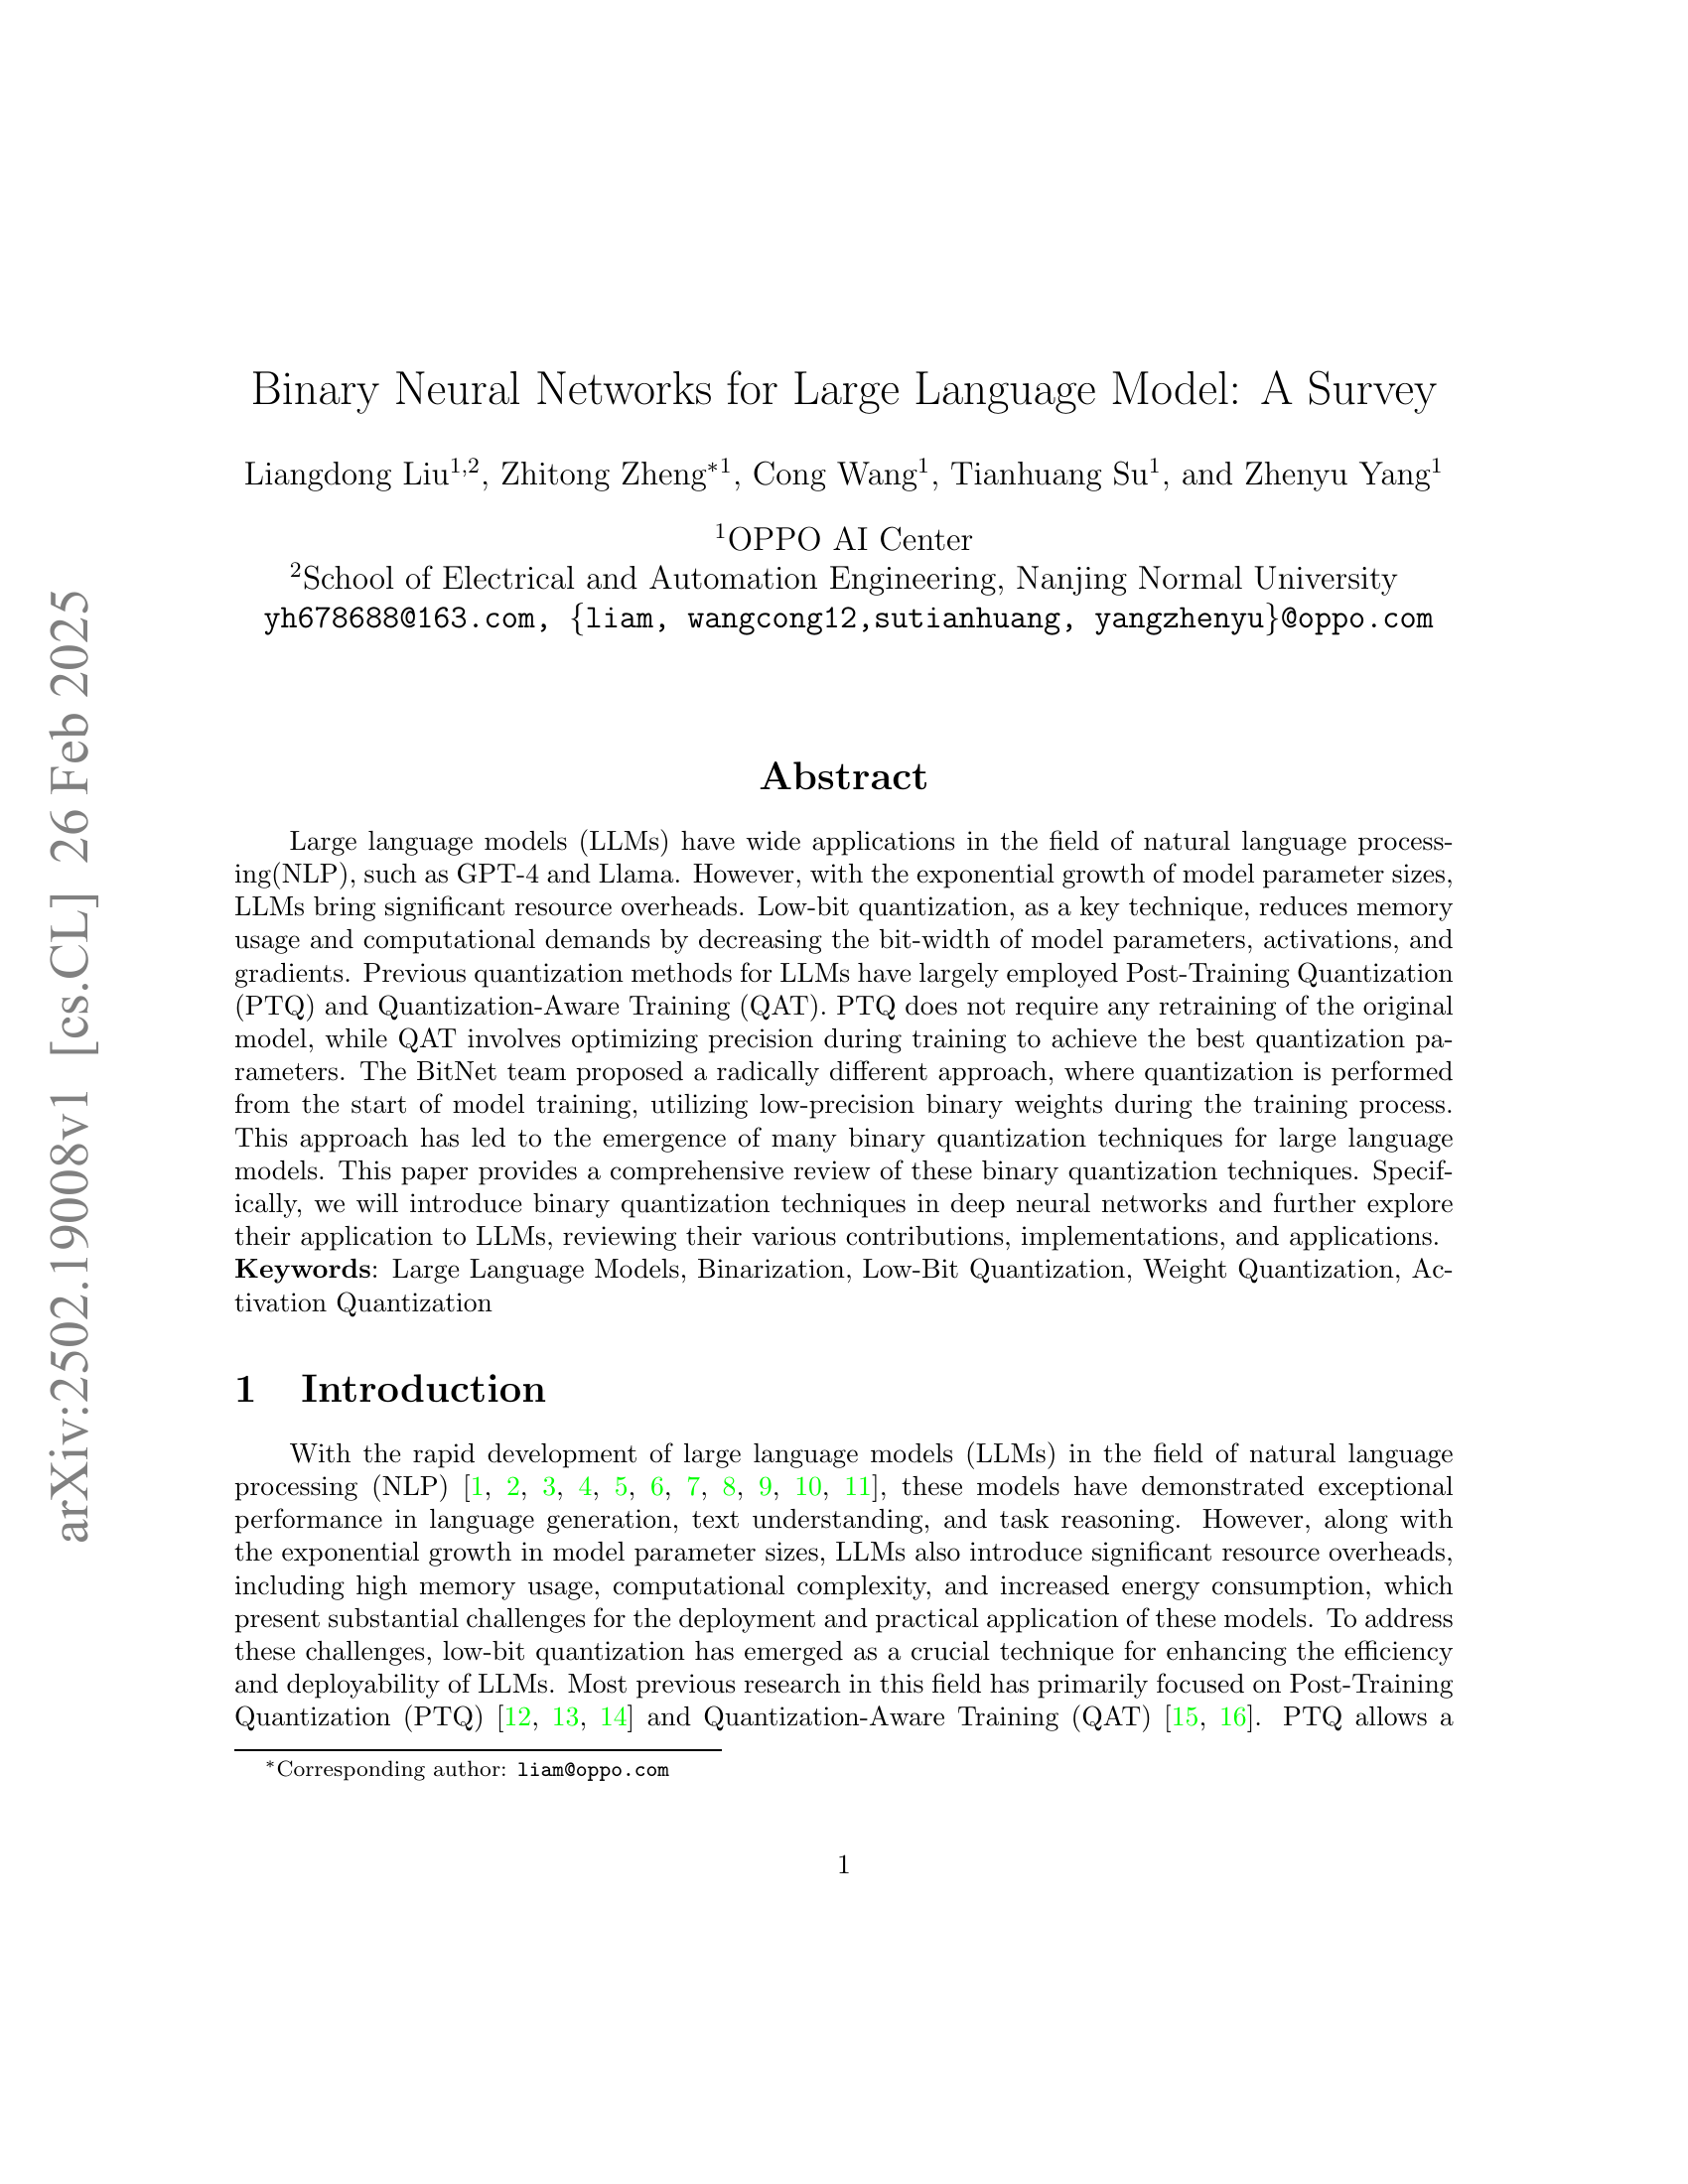 Binary Neural Networks for Large Language Model: A Survey
Liangdong Liu1,2, Zhitong Zheng*1, Cong Wang1, Tianhuang Su1, and Zhenyu Yang1
1OPPO AI Center
2School of Electrical and Automation Engineering, Nanjing Normal University
yh678688@163.com, {liam, wangcong12,sutianhuang, yangzhenyu}@oppo.com
Abstract
Large language models (LLMs) have wide applications in the field of natural language process-
ing(NLP), such as GPT-4 and Llama. However, with the exponential growth of model parameter sizes,
LLMs bring significant resource overheads. Low-bit quantization, as a key technique, reduces memory
usage and computational demands by decreasing the bit-width of model parameters, activations, and
gradients. Previous quantization methods for LLMs have largely employed Post-Training Quantization
(PTQ) and Quantization-Aware Training (QAT). PTQ does not require any retraining of the original
model, while QAT involves optimizing precision during training to achieve the best quantization pa-
rameters. The BitNet team proposed a radically different approach, where quantization is performed
from the start of model training, utilizing low-precision binary weights during the training process.
This approach has led to the emergence of many binary quantization techniques for large language
models. This paper provides a comprehensive review of these binary quantization techniques. Specif-
ically, we will introduce binary quantization techniques in deep neural networks and further explore
their application to LLMs, reviewing their various contributions, implementations, and applications.
Keywords: Large Language Models, Binarization, Low-Bit Quantization, Weight Quantization, Ac-
tivation Quantization
1 Introduction
With the rapid development of large language models (LLMs) in the field of natural language
processing (NLP) [1, 2, 3, 4, 5, 6, 7, 8, 9, 10, 11], these models have demonstrated exceptional
performance in language generation, text understanding, and task reasoning. However, along with
the exponential growth in model parameter sizes, LLMs also introduce significant resource overheads,
including high memory usage, computational complexity, and increased energy consumption, which
present substantial challenges for the deployment and practical application of these models. To address
these challenges, low-bit quantization has emerged as a crucial technique for enhancing the efficiency
and deployability of LLMs. Most previous research in this field has primarily focused on Post-Training
Quantization (PTQ) [12, 13, 14] and Quantization-Aware Training (QAT) [15, 16]. PTQ allows a
*Corresponding author: liam@oppo.com
1
arXiv:2502.19008v1 [cs.CL] 26 Feb 2025